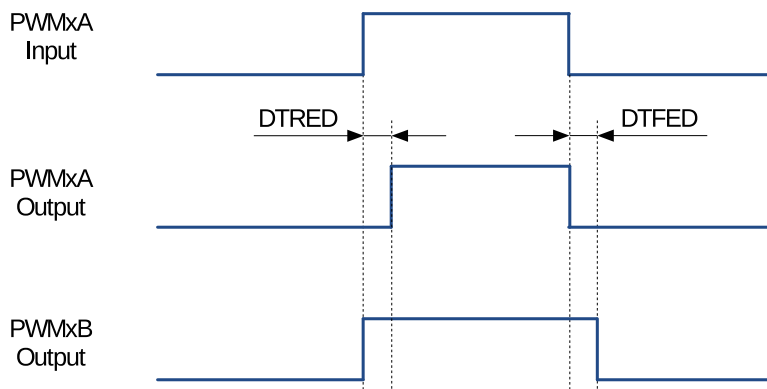 PWMxA
Input
DTRED
DTFED
PWMxA
Output
PWMxB
Output